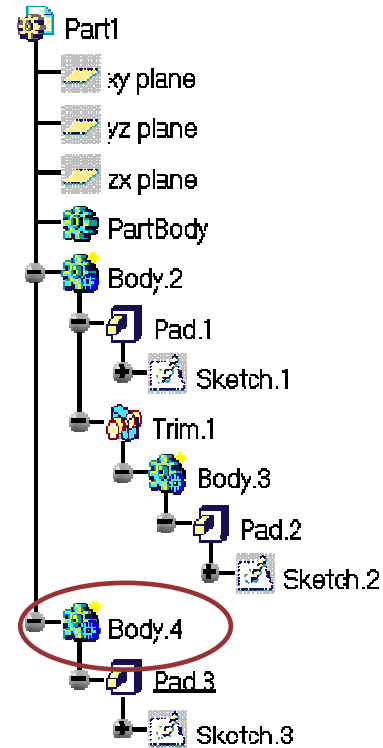 Part1
xy plane
yz plane
zx plane
PartBody
Body.2
Pad.1
Sketch.1
Trim.1
Body.3
Pad.2
Sketch.2
Body.4
Pad.3
Sketch.3